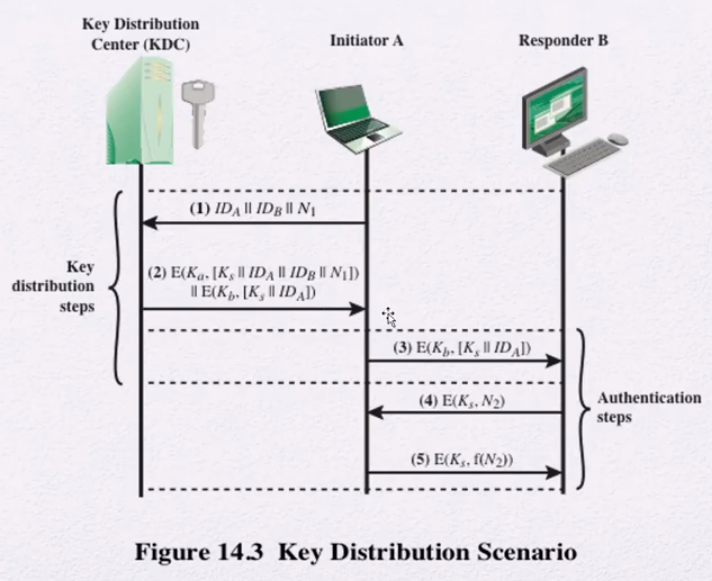 Key Distribution
Center (KDC)
Initiator A
Responder B
(1) ID_A || ID_B || N_1
Key
distribution
steps
(2) E(K_a, [K_s || ID_A || ID_B || N_1])
|| E(K_b, [K_s || ID_A])
(3) E(K_b, [K_s || ID_A])
(4) E(K_s, N_2)
Authentication
steps
(5) E(K_s, f(N_2))
Figure 14.3 Key Distribution Scenario